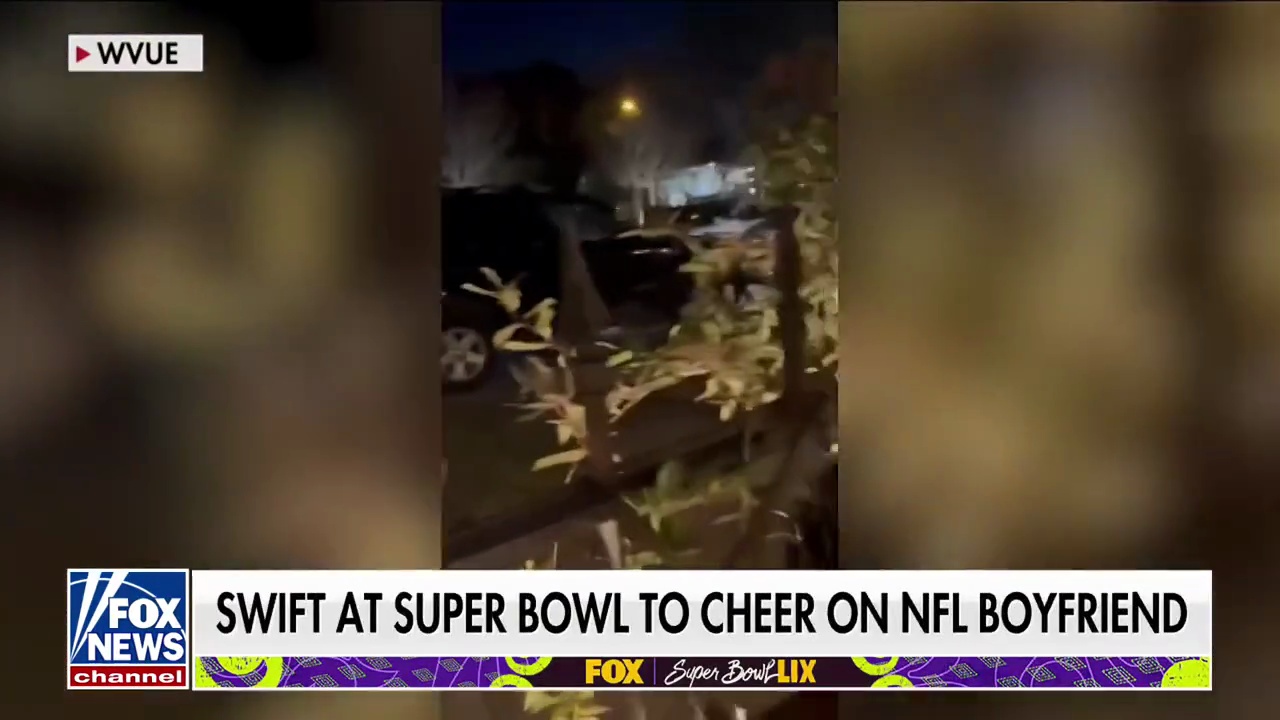 WVUE
SWIFT AT SUPER BOWL TO CHEER ON NFL BOYFRIEND
FOX
NEWS
channel
FOX Super Bowl LIX